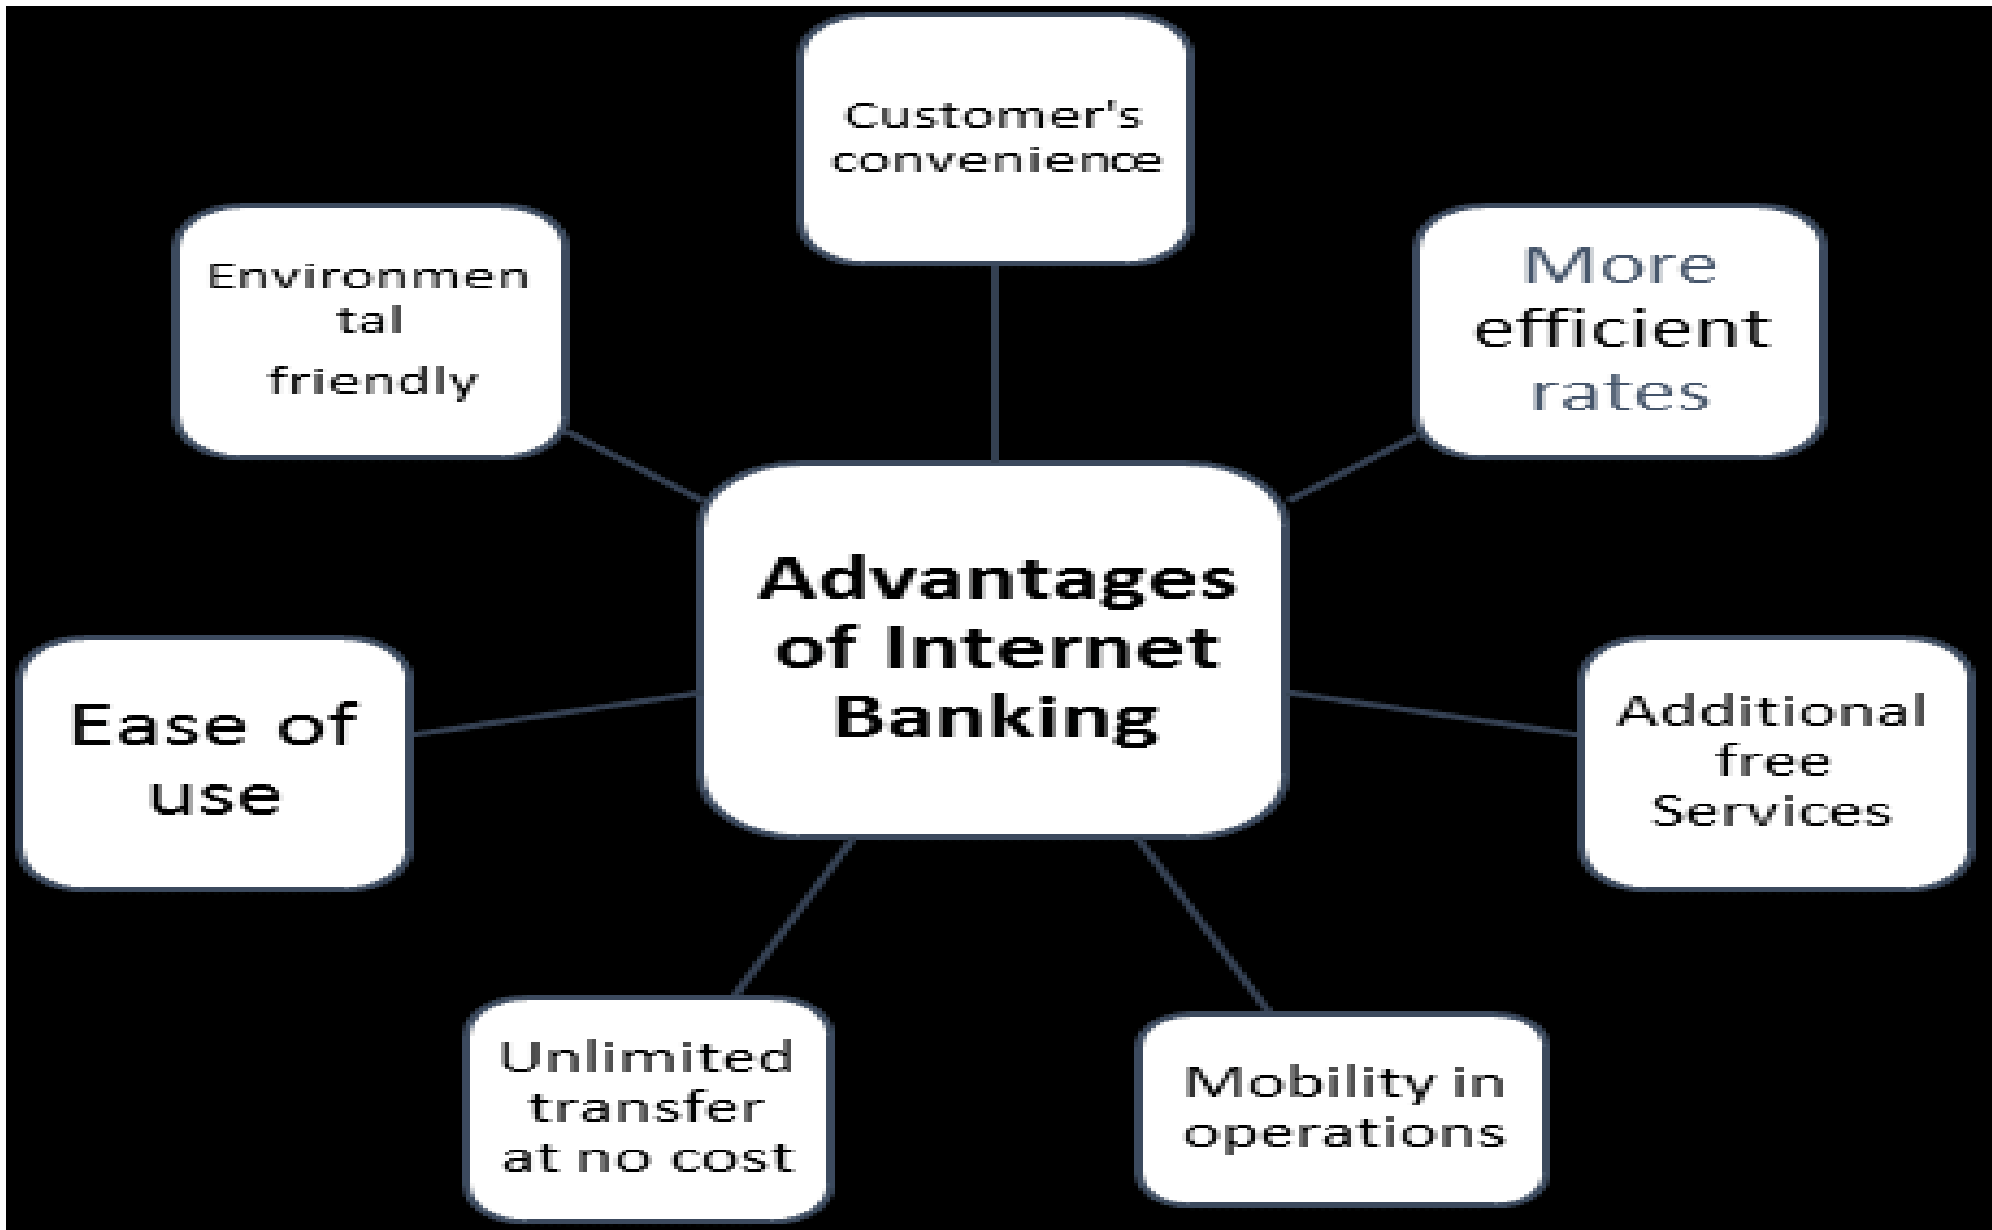 Customer's
convenience
More
efficient
rates
Additional
free
Services
Mobility in
operations
Unlimited
transfer
at no cost
Ease of
use
Environmen
tal
friendly
Advantages
of Internet
Banking